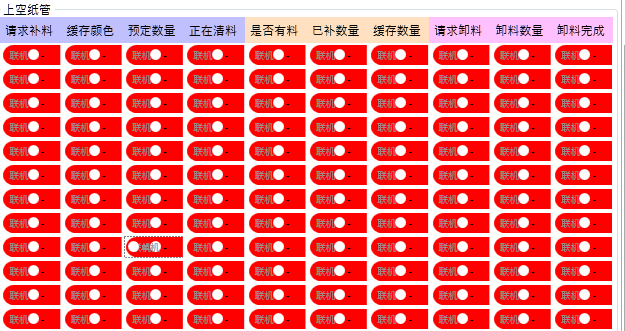 上空纸管
请求补料 缓存颜色 预定数量 正在清料 是否有料 已补数量 缓存数量 请求卸料 卸料数量 卸料完成
联机 - 联机 - 联机 - 联机 - 联机 - 联机 - 联机 - 联机 - 联机 - 联机 -
联机 - 联机 - 联机 - 联机 - 联机 - 联机 - 联机 - 联机 - 联机 - 联机 -
联机 - 联机 - 联机 - 联机 - 联机 - 联机 - 联机 - 联机 - 联机 - 联机 -
联机 - 联机 - 联机 - 联机 - 联机 - 联机 - 联机 - 联机 - 联机 - 联机 -
联机 - 联机 - 联机 - 联机 - 联机 - 联机 - 联机 - 联机 - 联机 - 联机 -
联机 - 联机 - 联机 - 联机 - 联机 - 联机 - 联机 - 联机 - 联机 - 联机 -
联机 - 联机 - 联机 - 联机 - 联机 - 联机 - 联机 - 联机 - 联机 - 联机 -
联机 - 联机 - 联机 - 联机 - 联机 - 联机 - 联机 - 联机 - 联机 - 联机 -
联机 - 联机 - - 联机 - 联机 - 联机 - 联机 - 联机 - 联机 - 联机 -
联机 - 联机 - 联机 - 联机 - 联机 - 联机 - 联机 - 联机 - 联机 - 联机 -
联机 - 联机 - 联机 - 联机 - 联机 - 联机 - 联机 - 联机 - 联机 - 联机 -
联机 - 联机 - 联机 - 联机 - 联机 - 联机 - 联机 - 联机 - 联机 - 联机 -